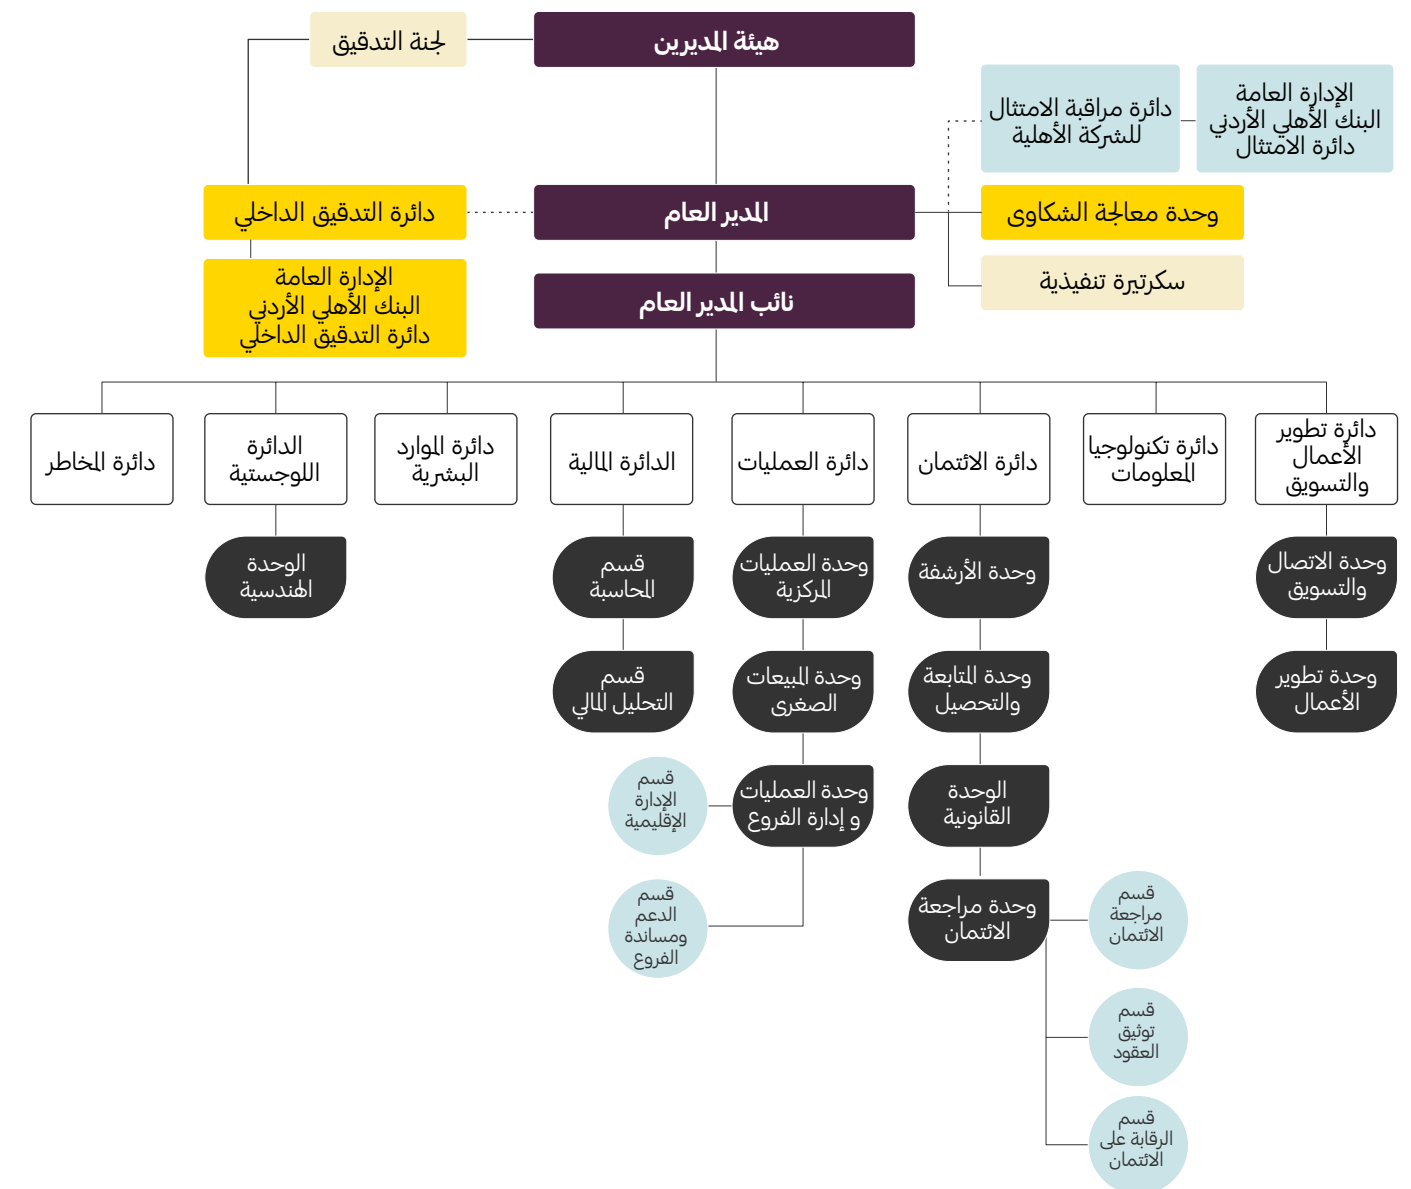 هيئة المديرين
لجنة التدقيق
الإدارة العامة
البنك الأهلي الأردني
دائرة الامتثال
دائرة مراقبة الامتثال
للشركة الأهلية
وحدة معالجة الشكاوى
المدير العام
دائرة التدقيق الداخلي
سكرتيرة تنفيذية
نائب المدير العام
الإدارة العامة
البنك الأهلي الأردني
دائرة التدقيق الداخلي
دائرة تطوير
الأعمال
والتسويق
دائرة تكنولوجيا
المعلومات
دائرة الائتمان
دائرة العمليات
الدائرة المالية
دائرة الموارد
البشرية
الدائرة
اللوجستية
دائرة المخاطر
وحدة الاتصال
والتسويق
وحدة الأرشفة
وحدة العمليات
المركزية
قسم
المحاسبة
الوحدة
الهندسية
وحدة تطوير
الأعمال
وحدة المتابعة
والتحصيل
وحدة المبيعات
الصغرى
قسم
التحليل المالي
الوحدة
القانونية
وحدة العمليات
و إدارة الفروع
قسم
الإدارة
الإقليمية
قسم
مراجعة
الائتمان
وحدة مراجعة
الائتمان
قسم
الدعم
ومساندة
الفروع
قسم
توثيق
العقود
قسم
الرقابة على
الائتمان